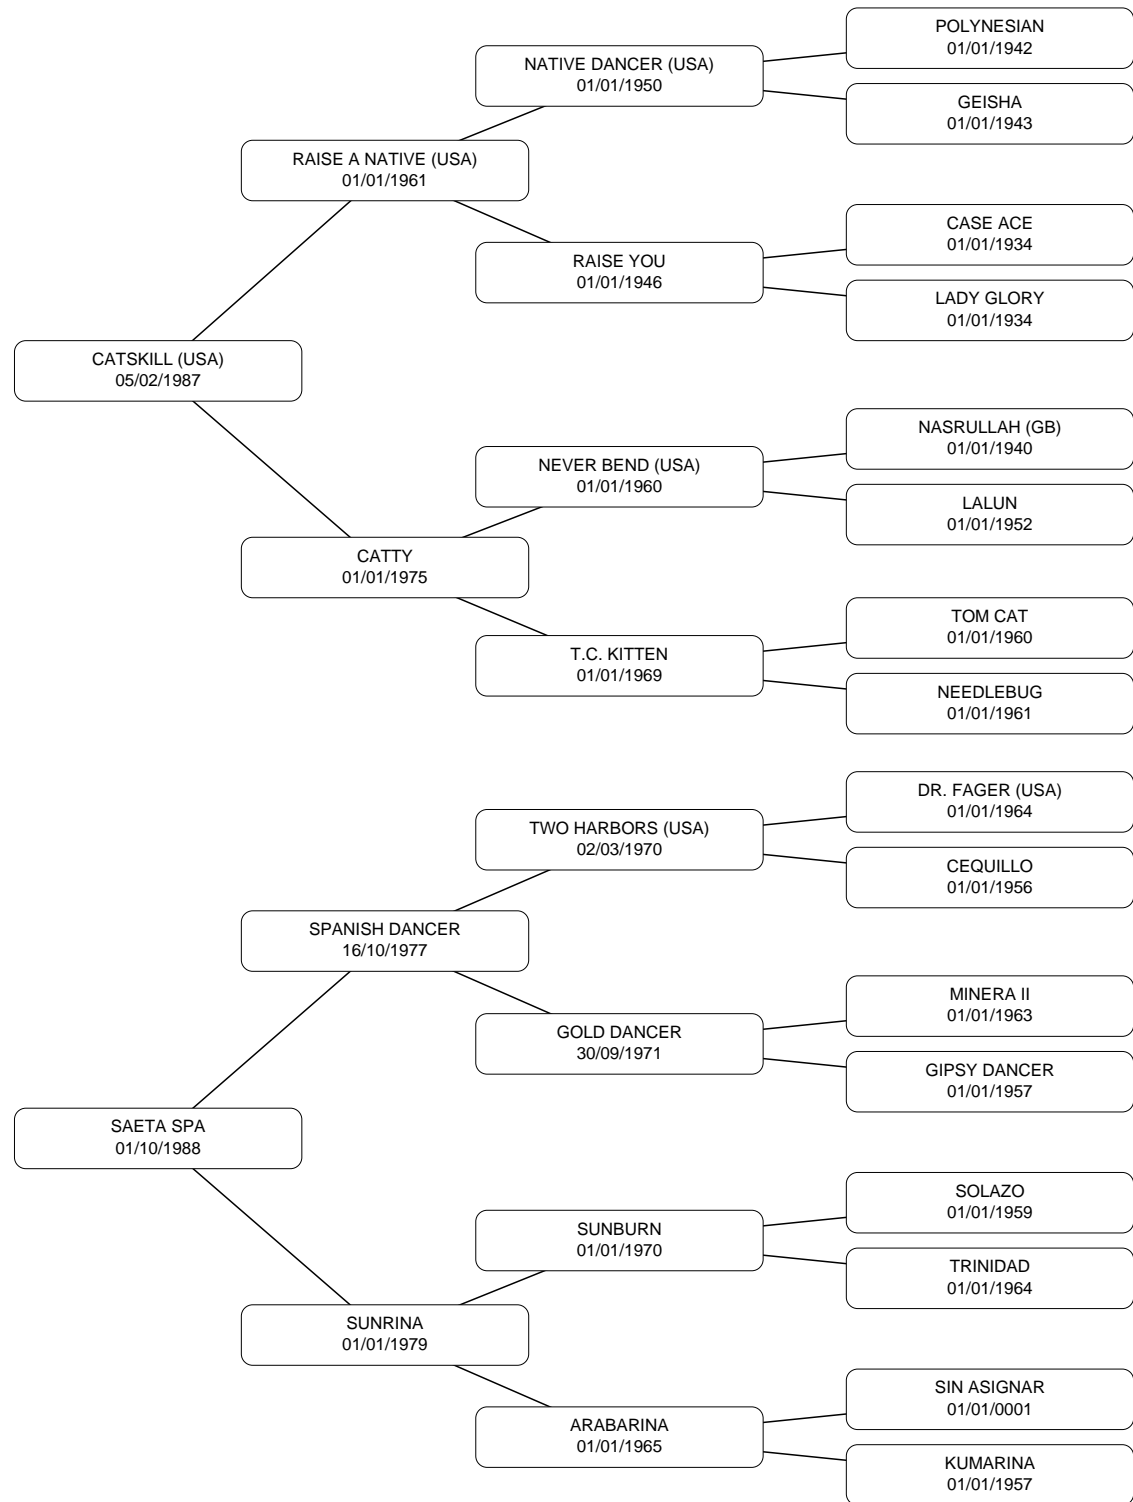 POLYNESIAN
01/01/1942
NATIVE DANCER (USA)
01/01/1950
GEISHA
01/01/1943
RAISE A NATIVE (USA)
01/01/1961
CASE ACE
01/01/1934
RAISE YOU
01/01/1946
LADY GLORY
01/01/1934
CATSKILL (USA)
05/02/1987
NASRULLAH (GB)
01/01/1940
NEVER BEND (USA)
01/01/1960
LALUN
01/01/1952
CATTY
01/01/1975
TOM CAT
01/01/1960
T.C. KITTEN
01/01/1969
NEEDLEBUG
01/01/1961
DR. FAGER (USA)
01/01/1964
TWO HARBORS (USA)
02/03/1970
CEQUILLO
01/01/1956
SPANISH DANCER
16/10/1977
MINERA II
01/01/1963
GOLD DANCER
30/09/1971
GIPSY DANCER
01/01/1957
SAETA SPA
01/10/1988
SOLAZO
01/01/1959
SUNBURN
01/01/1970
TRINIDAD
01/01/1964
SUNRINA
01/01/1979
SIN ASIGNAR
01/01/0001
ARABARINA
01/01/1965
KUMARINA
01/01/1957